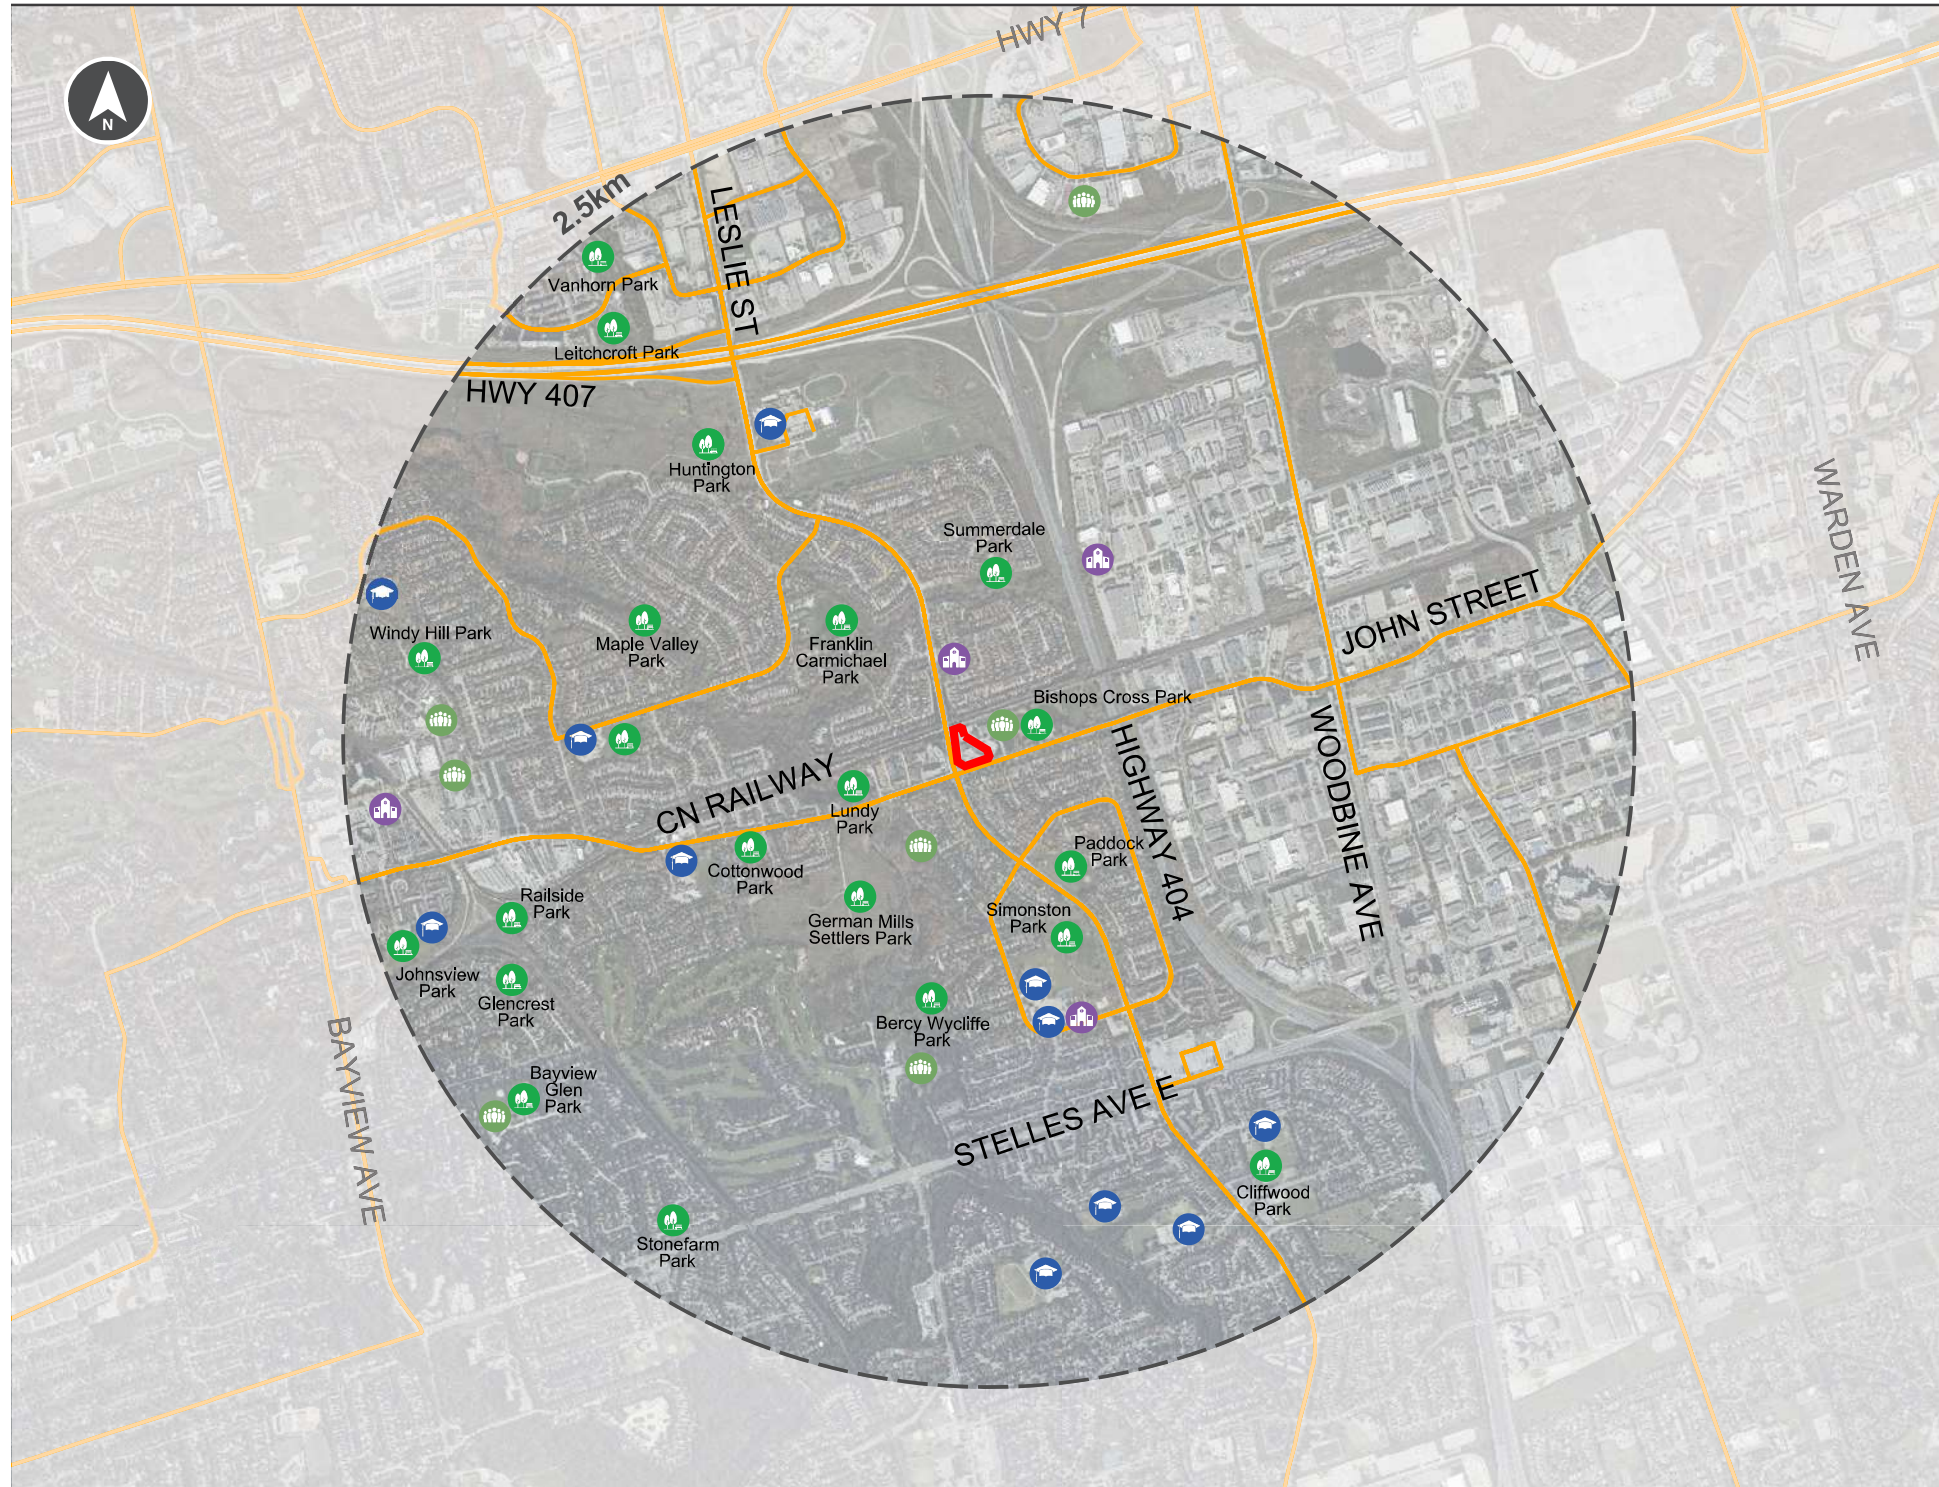 HWY 7
N
2.5km
LESLIE ST
Vanhorn Park
Leitchcroft Park
HWY 407
Huntington
Park
WARDEN AVE
Summerdale
Park
JOHN STREET
Windy Hill Park
Maple Valley
Park
Franklin
Carmichael
Park
Bishops Cross Park
WOODBINE AVE
HIGHWAY 404
CN RAILWAY
Lundy
Park
Paddock
Park
Cottonwood
Park
Railside
Park
German Mills
Settlers Park
Simonston
Park
Johnsview
Park
Glencrest
Park
Bercy Wycliffe
Park
BAYVIEW AVE
Bayview
Glen
Park
STELLES AVE E
Cliffwood
Park
Stonefarm
Park